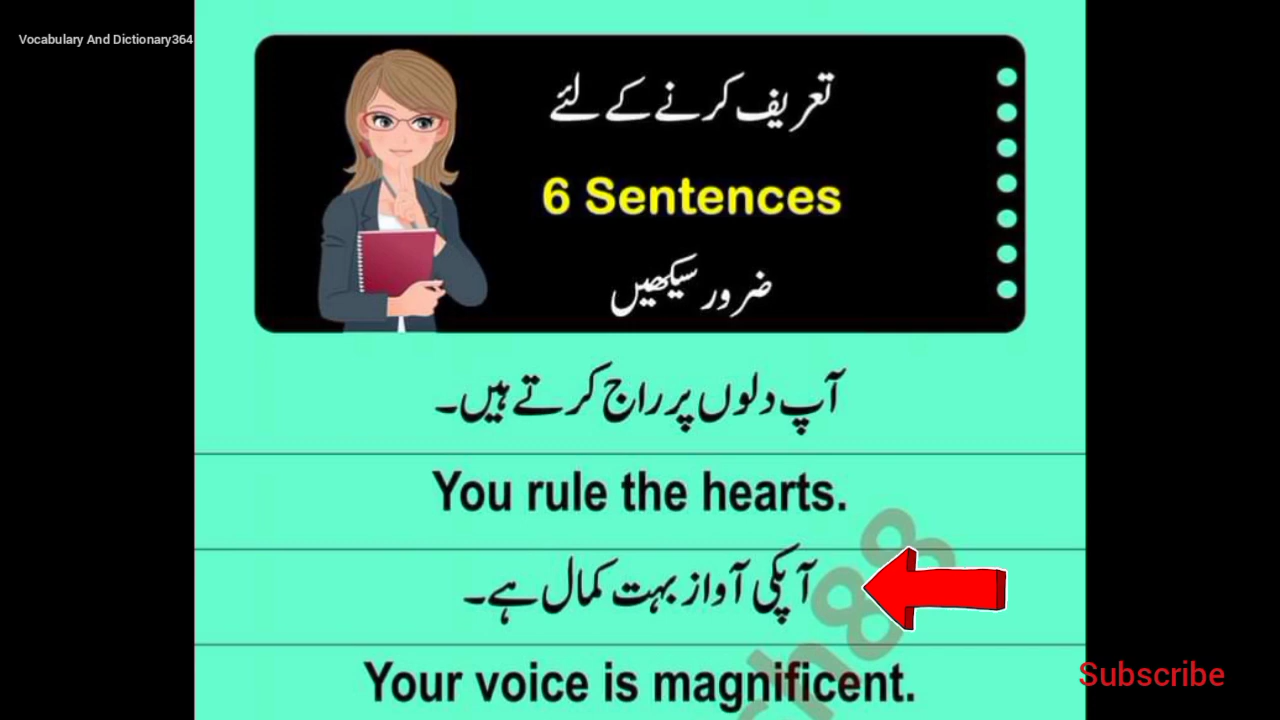 Vocabulary And Dictionary364
تعریف کرنے کے لئے
6 Sentences
ضرور سیکھیں
آپ دلوں پر راج کرتے ہیں۔
You rule the hearts.
آپکی آواز بہت کمال ہے۔
Your voice is magnificent.
Subscribe